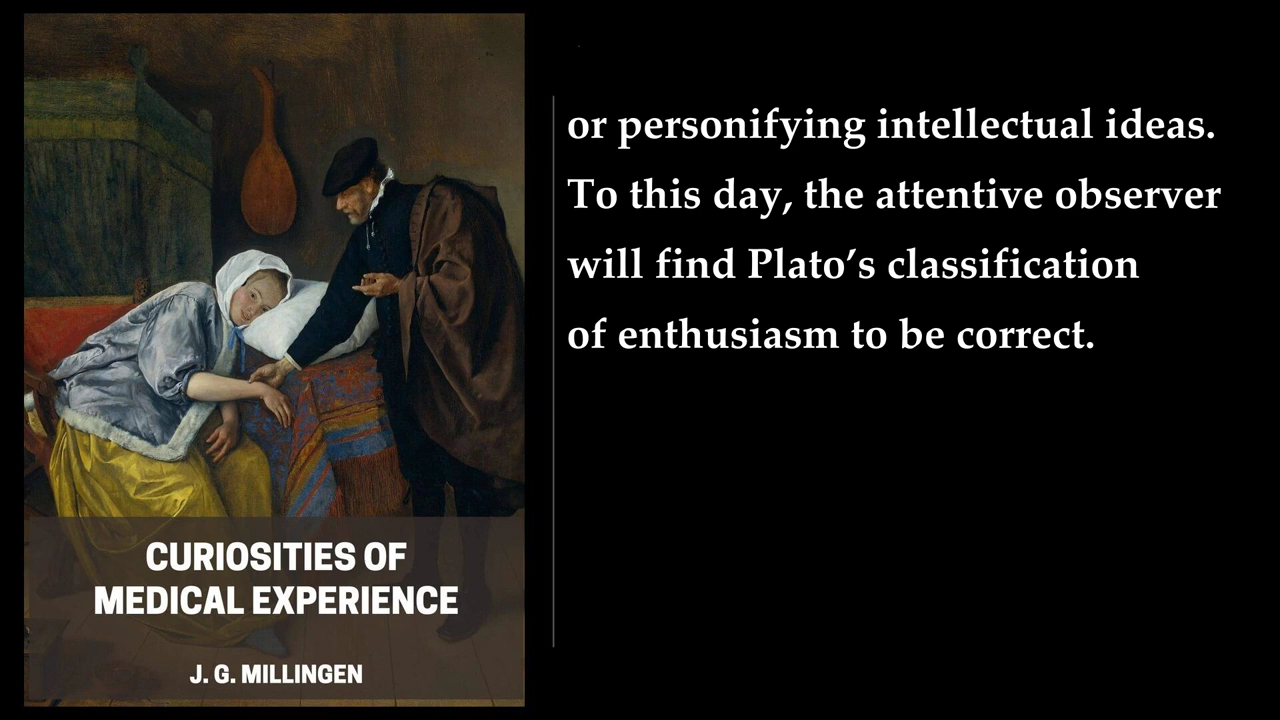 or personifying intellectual ideas.
To this day, the attentive observer
will find Plato’s classification
of enthusiasm to be correct.
CURIOSITIES OF
MEDICAL EXPERIENCE
J. G. MILLINGEN